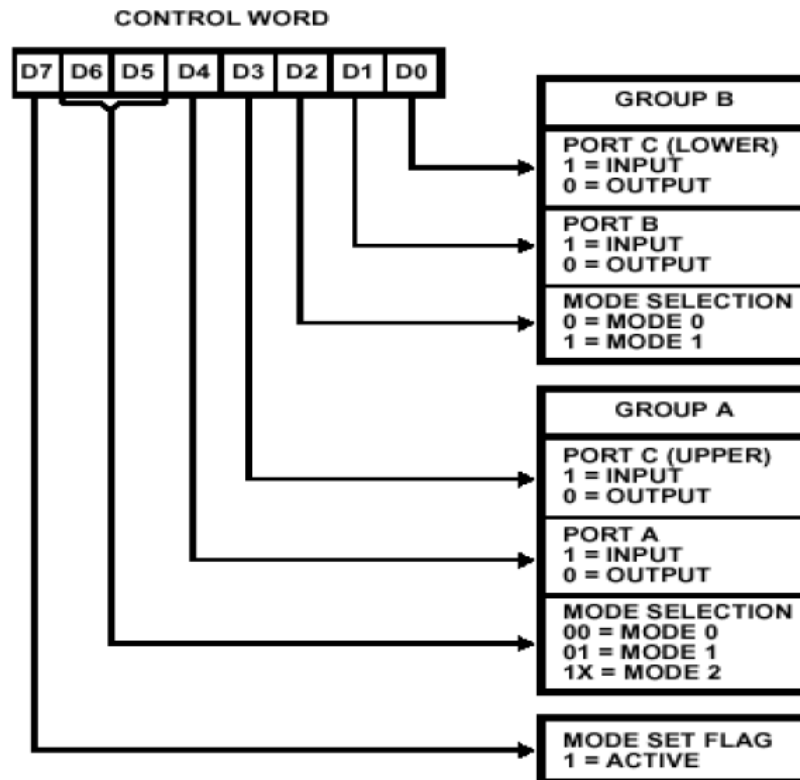 CONTROL WORD
D7 D6 D5 D4 D3 D2 D1 D0
GROUP B
PORT C (LOWER)
1 = INPUT
0 = OUTPUT
PORT B
1 = INPUT
0 = OUTPUT
MODE SELECTION
0 = MODE 0
1 = MODE 1
GROUP A
PORT C (UPPER)
1 = INPUT
0 = OUTPUT
PORT A
1 = INPUT
0 = OUTPUT
MODE SELECTION
00 = MODE 0
01 = MODE 1
1X = MODE 2
MODE SET FLAG
1 = ACTIVE